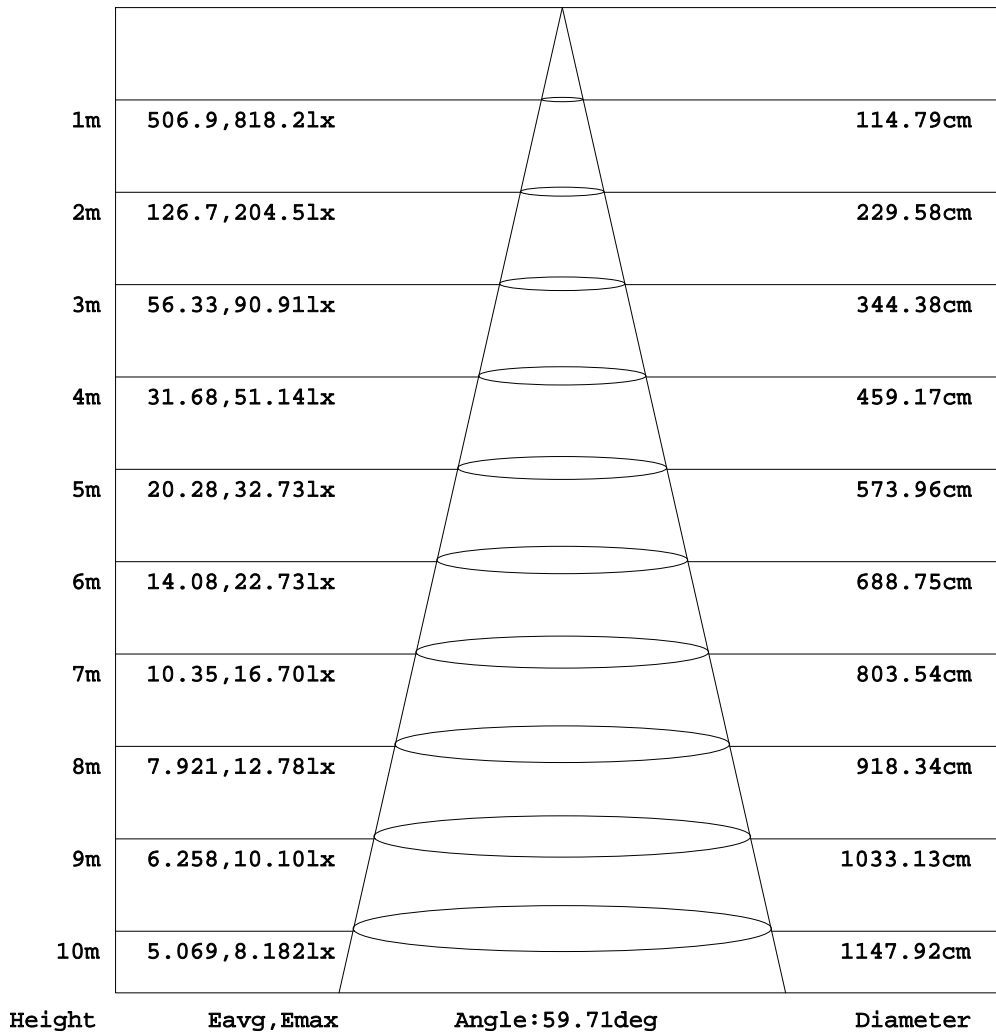 1m 506.9,818.2lx 114.79cm
2m 126.7,204.5lx 229.58cm
3m 56.33,90.91lx 344.38cm
4m 31.68,51.14lx 459.17cm
5m 20.28,32.73lx 573.96cm
6m 14.08,22.73lx 688.75cm
7m 10.35,16.70lx 803.54cm
8m 7.921,12.78lx 918.34cm
9m 6.258,10.10lx 1033.13cm
10m 5.069,8.182lx 1147.92cm
Height Eavg,Emax Angle:59.71deg Diameter